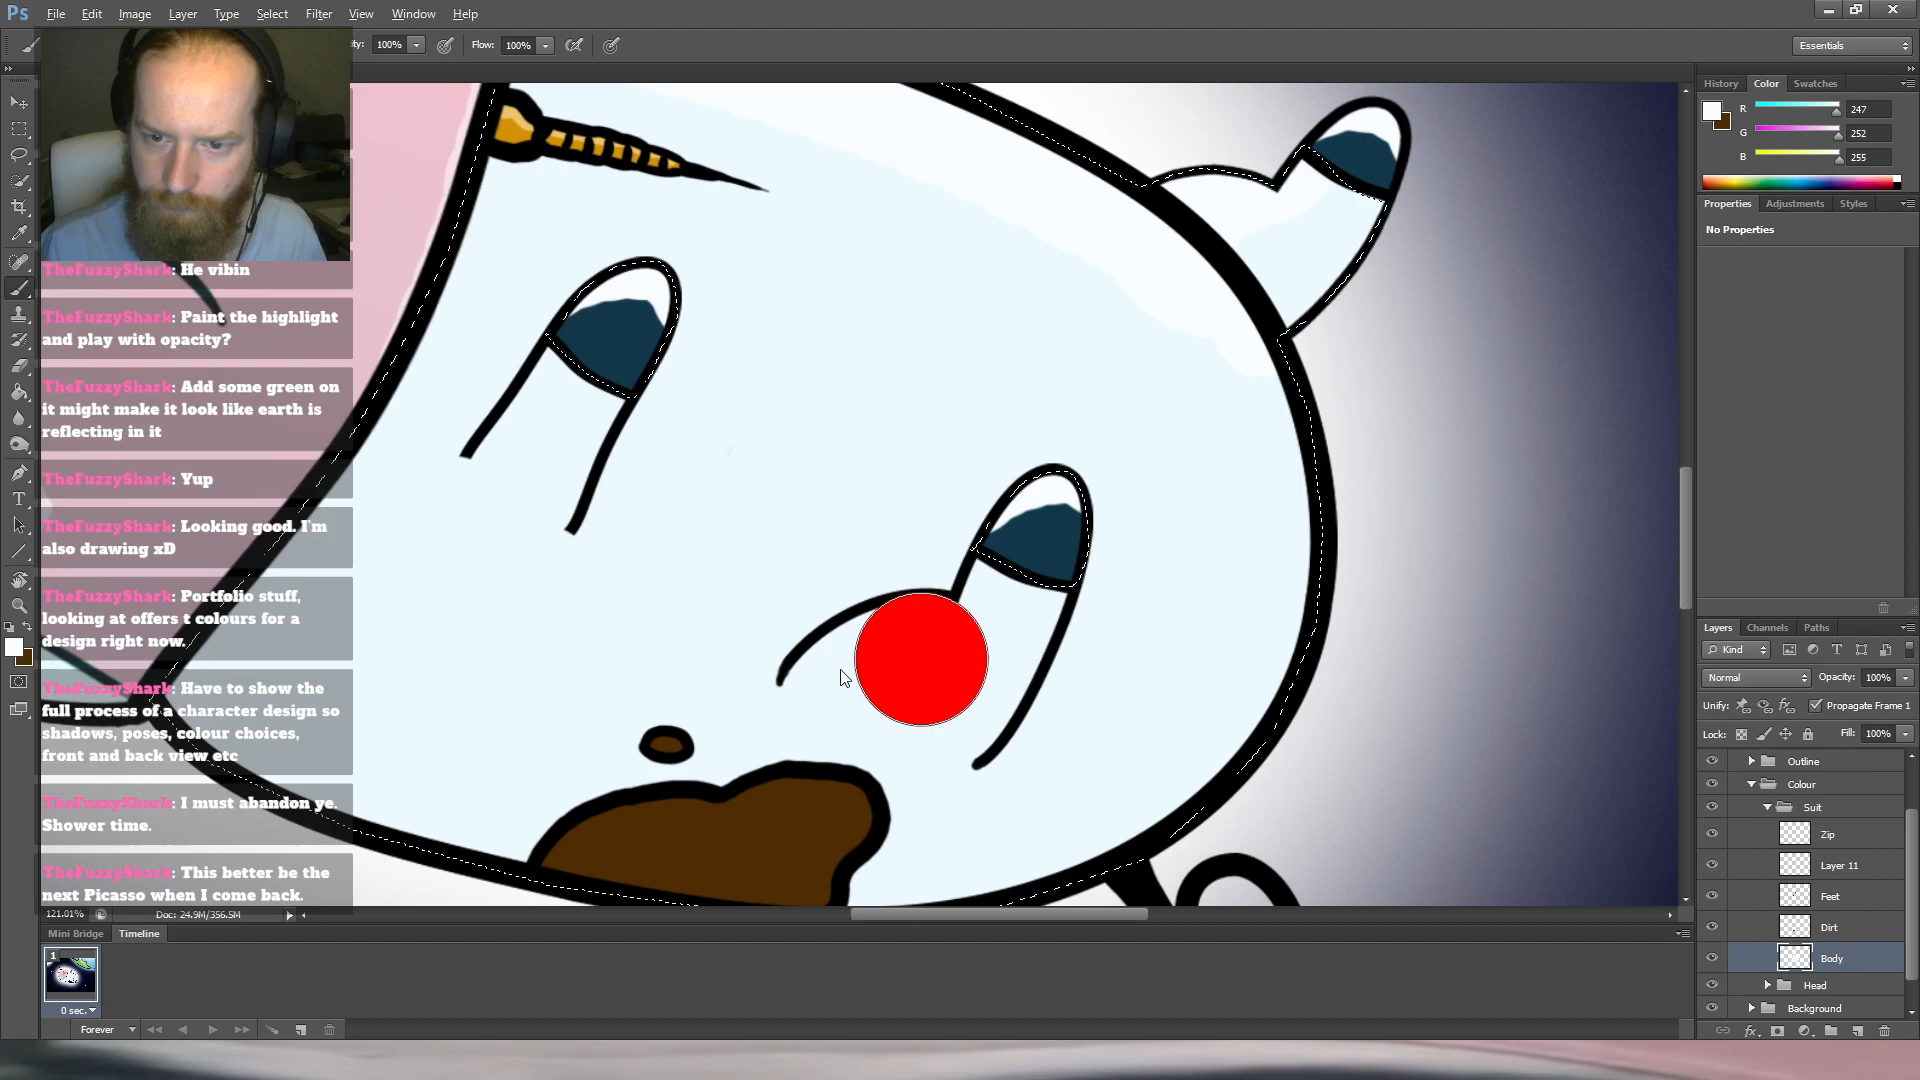 Ps File Edit Image Layer Type Select Filter View Window Help
100% Flow: 100% Essentials
History Color Swatches
R 247
G 252
B 255
Properties Adjustments Styles
No Properties
TheFuzzyShark: He vibin
TheFuzzyShark: Paint the highlight
and play with opacity?
TheFuzzyShark: Add some green on
it might make it look like earth is
reflecting in it
TheFuzzyShark: Yup
TheFuzzyShark: Looking good. I'm
also drawing xD
TheFuzzyShark: Portfolio stuff,
looking at offers t colours for a
design right now.
TheFuzzyShark: Have to show the
full process of a character design so
shadows, poses, colour choices,
front and back view etc
TheFuzzyShark: I must abandon ye.
Shower time.
TheFuzzyShark: This better be the
next Picasso when I come back.
Layers Channels Paths
Kind
Normal Opacity: 100%
Unify: Propagate Frame 1
Lock: Fill: 100%
Outline
Colour
Suit
Zip
Layer 11
Feet
Dirt
Body
Head
Background
121.01% Doc: 24.9M/356.5M
Mini Bridge Timeline
1
0 sec.
Forever